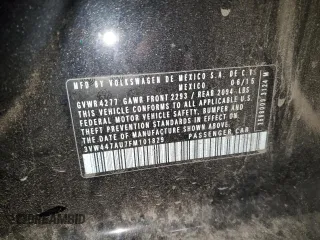 MFD BY VOLKSWAGEN DE MEXICO S.A. DE C.V.
MEXICO 06/15
GVWR 4277 GAWR FRONT 2293 / REAR 2094 LBS
THIS VEHICLE CONFORMS TO ALL APPLICABLE
FEDERAL MOTOR VEHICLE SAFETY, BUMPER AND
THEFT PREVENTION STANDARDS IN EFFECT ON
THE DATE OF MANUFACTURE SHOWN ABOVE
3VW447AU7FM101879 PASSENGER CAR
DREAMBID